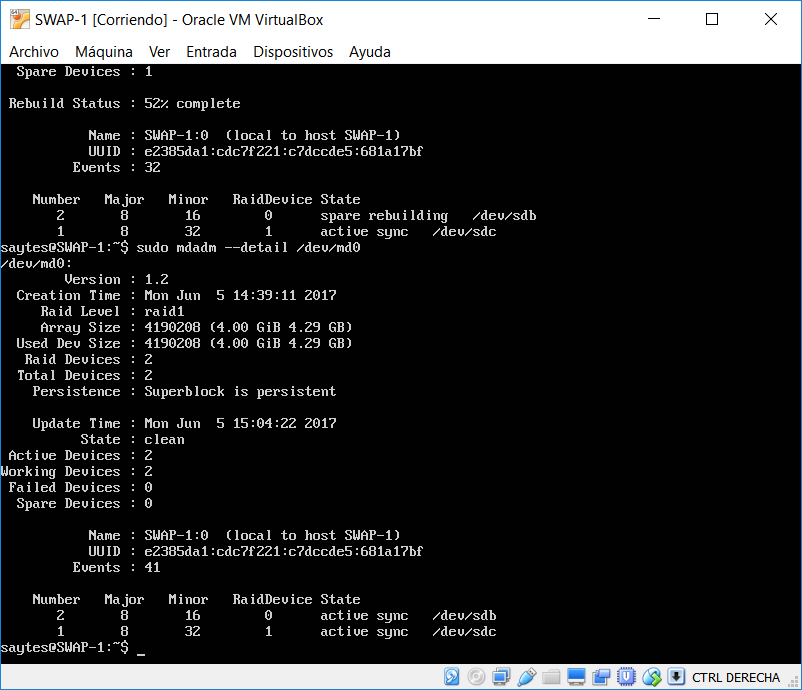 SWAP-1 [Corriendo] - Oracle VM VirtualBox
Archivo Máquina Ver Entrada Dispositivos Ayuda
Spare Devices : 1
Rebuild Status : 52% complete
Name : SWAP-1:0 (local to host SWAP-1)
UUID : e2385da1:cdc7f221:c7dccde5:681a17bf
Events : 32
Number Major Minor RaidDevice State
2 8 16 0 spare rebuilding /dev/sdb
1 8 32 1 active sync /dev/sdc
saytes@SWAP-1:~$ sudo mdadm --detail /dev/md0
/dev/md0:
Version : 1.2
Creation Time : Mon Jun 5 14:39:11 2017
Raid Level : raid1
Array Size : 4190208 (4.00 GiB 4.29 GB)
Used Dev Size : 4190208 (4.00 GiB 4.29 GB)
Raid Devices : 2
Total Devices : 2
Persistence : Superblock is persistent
Update Time : Mon Jun 5 15:04:22 2017
State : clean
Active Devices : 2
Working Devices : 2
Failed Devices : 0
Spare Devices : 0
Name : SWAP-1:0 (local to host SWAP-1)
UUID : e2385da1:cdc7f221:c7dccde5:681a17bf
Events : 41
Number Major Minor RaidDevice State
2 8 16 0 active sync /dev/sdb
1 8 32 1 active sync /dev/sdc
saytes@SWAP-1:~$ _
CTRL DERECHA